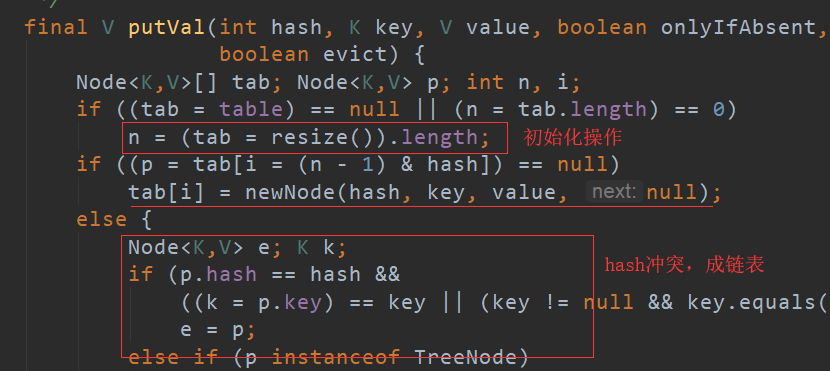 */
final V putVal(int hash, K key, V value, boolean onlyIfAbsent,
boolean evict) {
Node<K,V>[] tab; Node<K,V> p; int n, i;
if ((tab = table) == null || (n = tab.length) == 0)
n = (tab = resize()).length; 初始化操作
if ((p = tab[i = (n - 1) & hash]) == null)
tab[i] = newNode(hash, key, value, next: null);
else {
Node<K,V> e; K k;
if (p.hash == hash && hash冲突，成链表
((k = p.key) == key || (key != null && key.equals(
e = p;
else if (p instanceof TreeNode)